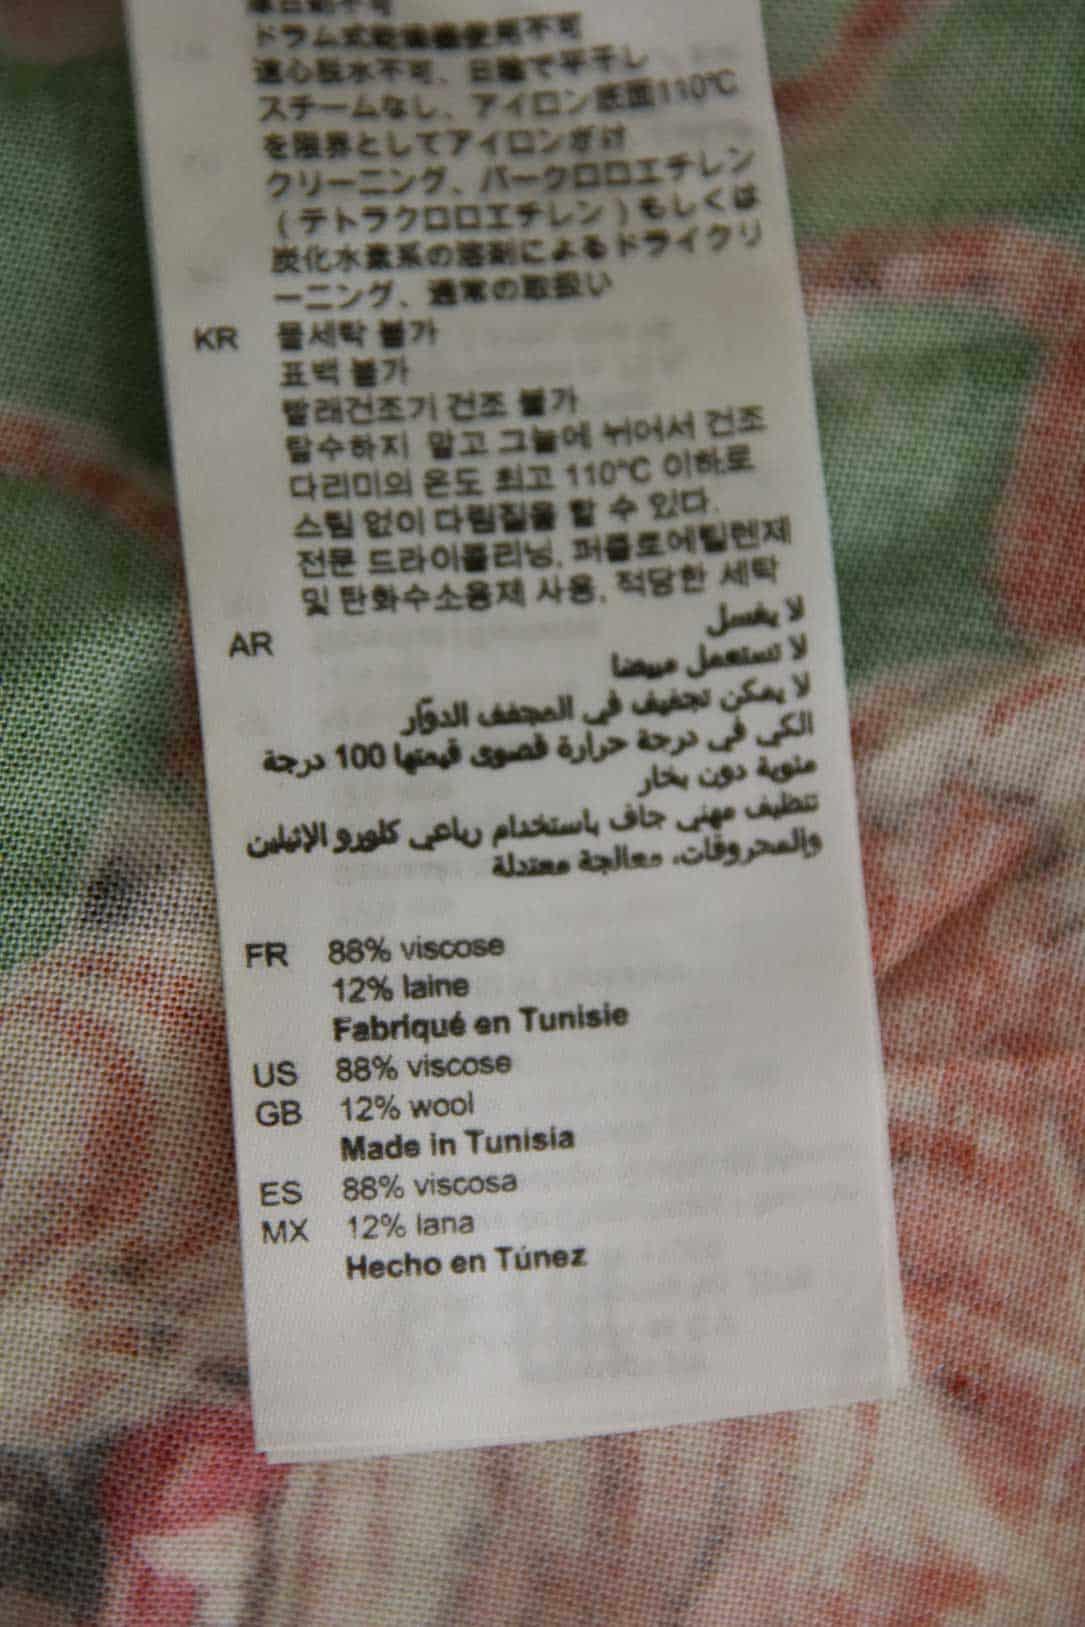 ドラム式乾燥機使用不可
遠心脱水不可、日陰で平干し
スチームなし、アイロン底面110℃
を限界としてアイロンがけ
クリーニング、パークロロエチレン
(テトラクロロエチレン)もしくは
炭化水素系の溶剤によるドライクリ
ーニング、通常の取扱い
KR 물세탁 불가
표백 불가
빨래건조기 건조 불가
탈수하지 말고 그늘에 뉘어서 건조
다리미의 온도 최고 110°C 이하로
스팀 없이 다림질을 할 수 있다.
전문 드라이클리닝, 퍼클로에틸렌제
및 탄화수소용제 사용, 적당한 세탁
AR لا يغسل
لا تستعمل مبيضا
لا يمكن تجفيف في المجفف الدوّار
الكي في درجة حرارة قصوى قيمتها 100 درجة
مئوية دون بخار
تنظيف مهني جاف باستخدام رباعي كلورو الإثيلين
والمحروقات، معالجة معتدلة
FR 88% viscose
12% laine
Fabriqué en Tunisie
US 88% viscose
GB 12% wool
Made in Tunisia
ES 88% viscosa
MX 12% lana
Hecho en Túnez